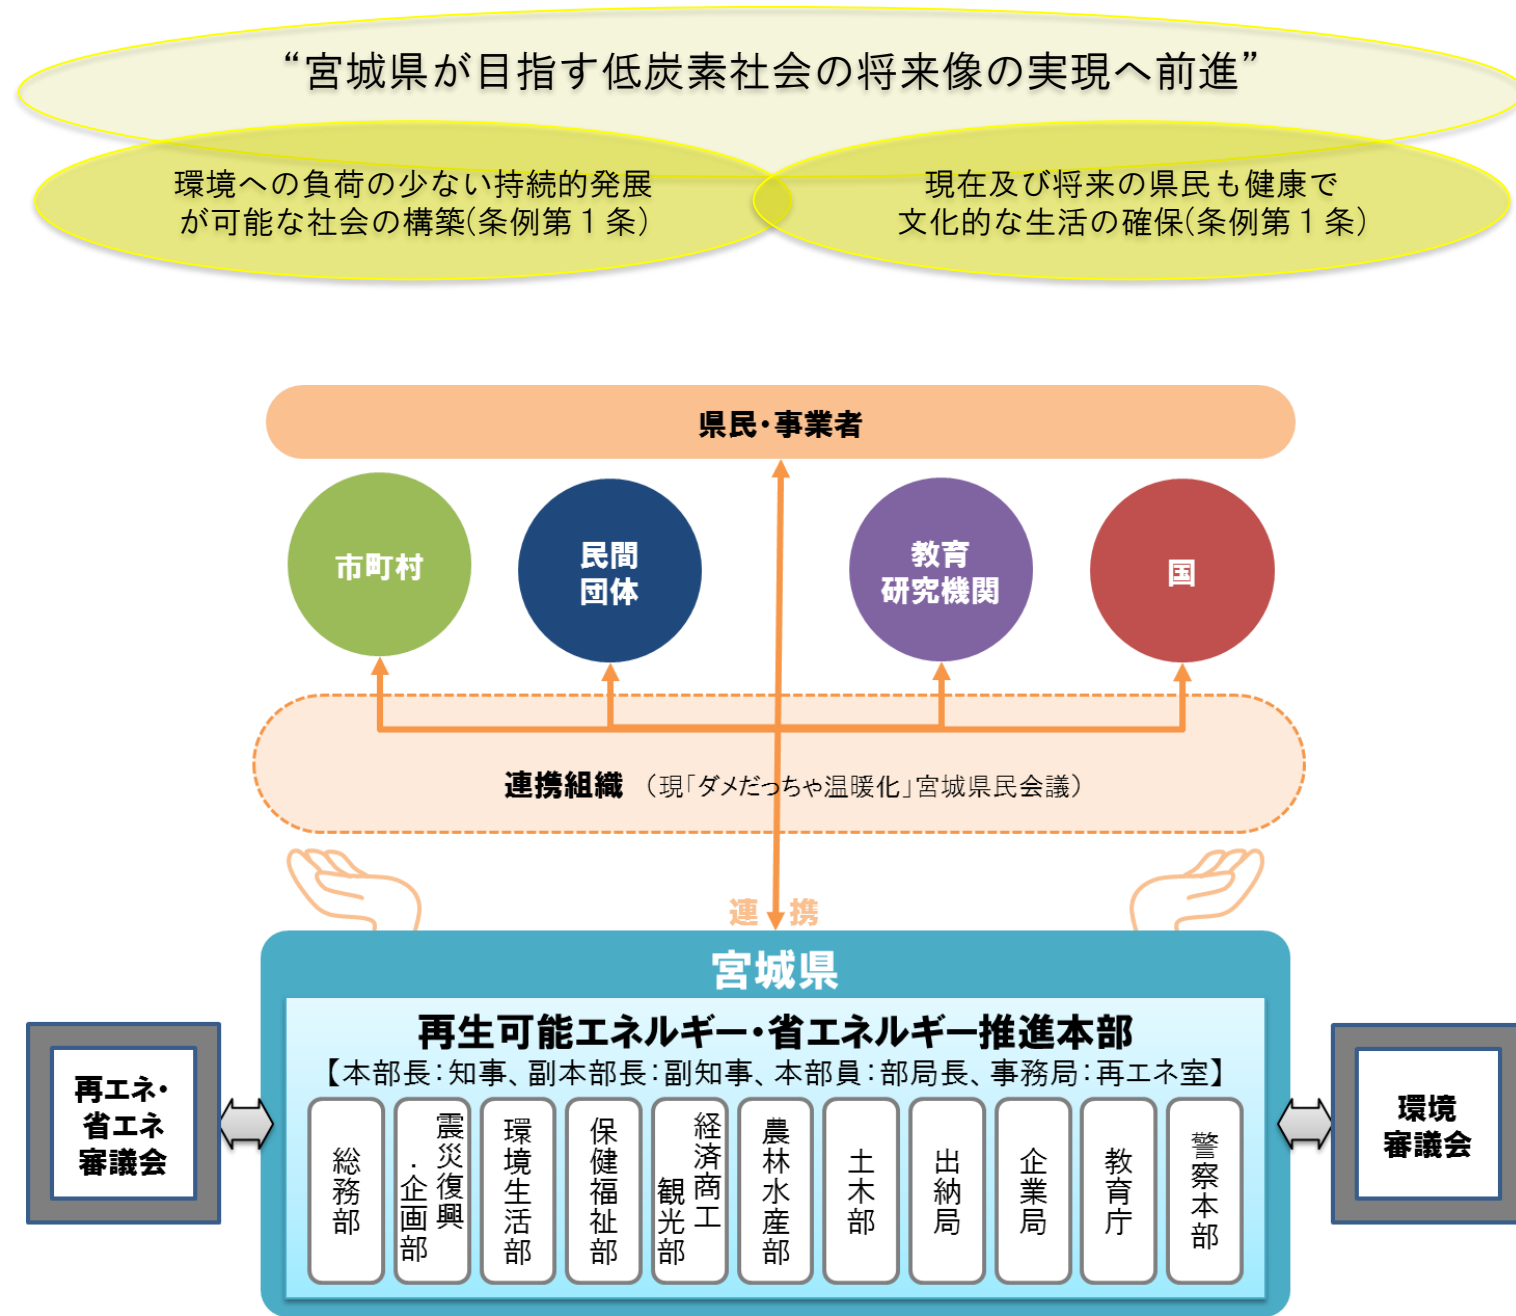 “宮城県が目指す低炭素社会の将来像の実現へ前進”
環境への負荷の少ない持続的発展
が可能な社会の構築(条例第１条)
現在及び将来の県民も健康で
文化的な生活の確保(条例第１条)
県民・事業者
市町村
民間
団体
教育
研究機関
国
連携組織 （現「ダメだっちゃ温暖化」宮城県民会議）
連携
宮城県
再生可能エネルギー・省エネルギー推進本部
【本部長：知事、副本部長：副知事、本部員：部局長、事務局：再エネ室】
再エネ・
省エネ
審議会
総務部
震災復興
・企画部
環境生活部
保健福祉部
経済商工
観光部
農林水産部
土木部
出納局
企業局
教育庁
警察本部
環境
審議会